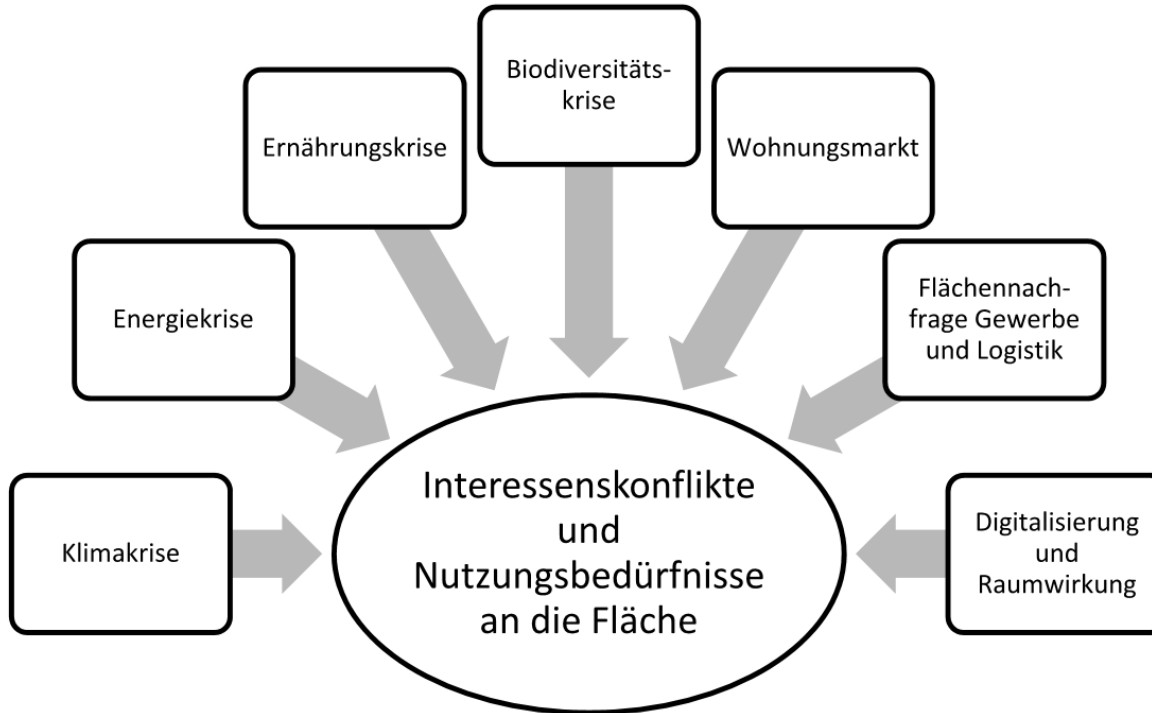 Biodiversitäts-
krise
Ernährungskrise
Wohnungsmarkt
Energiekrise
Flächennach-
frage Gewerbe
und Logistik
Klimakrise
Interessenskonflikte
und
Nutzungsbedürfnisse
an die Fläche
Digitalisierung
und
Raumwirkung